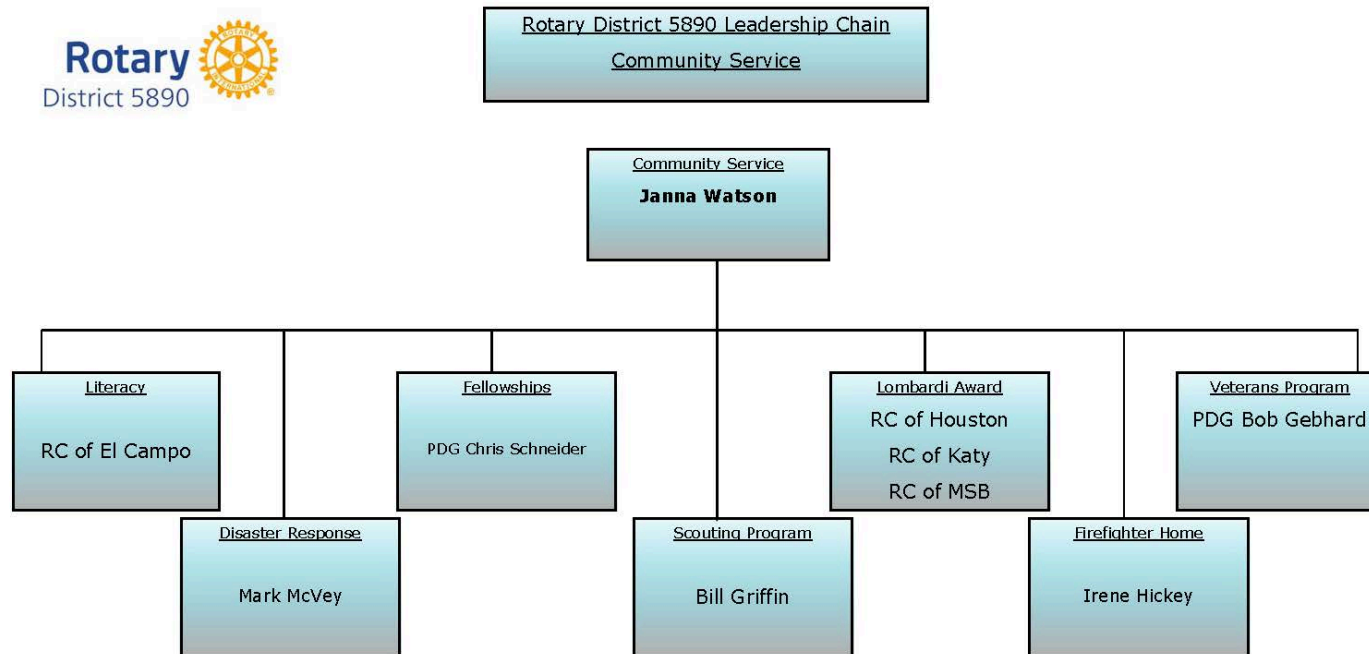 Rotary
District 5890
ROTARY
INTERNATIONAL
®
Rotary District 5890 Leadership Chain
Community Service
Community Service
Janna Watson
Literacy
RC of El Campo
Fellowships
PDG Chris Schneider
Lombardi Award
RC of Houston
RC of Katy
RC of MSB
Veterans Program
PDG Bob Gebhard
Disaster Response
Mark McVey
Scouting Program
Bill Griffin
Firefighter Home
Irene Hickey